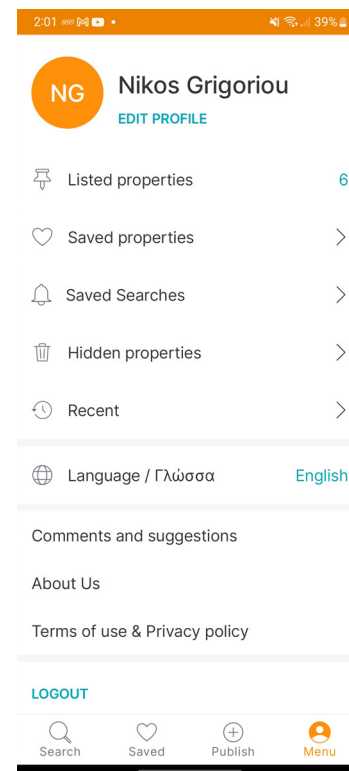 2:01 39%
NG
Nikos Grigoriou
EDIT PROFILE
Listed properties 6
Saved properties
Saved Searches
Hidden properties
Recent
Language / Γλώσσα English
Comments and suggestions
About Us
Terms of use & Privacy policy
LOGOUT
Search Saved Publish Menu